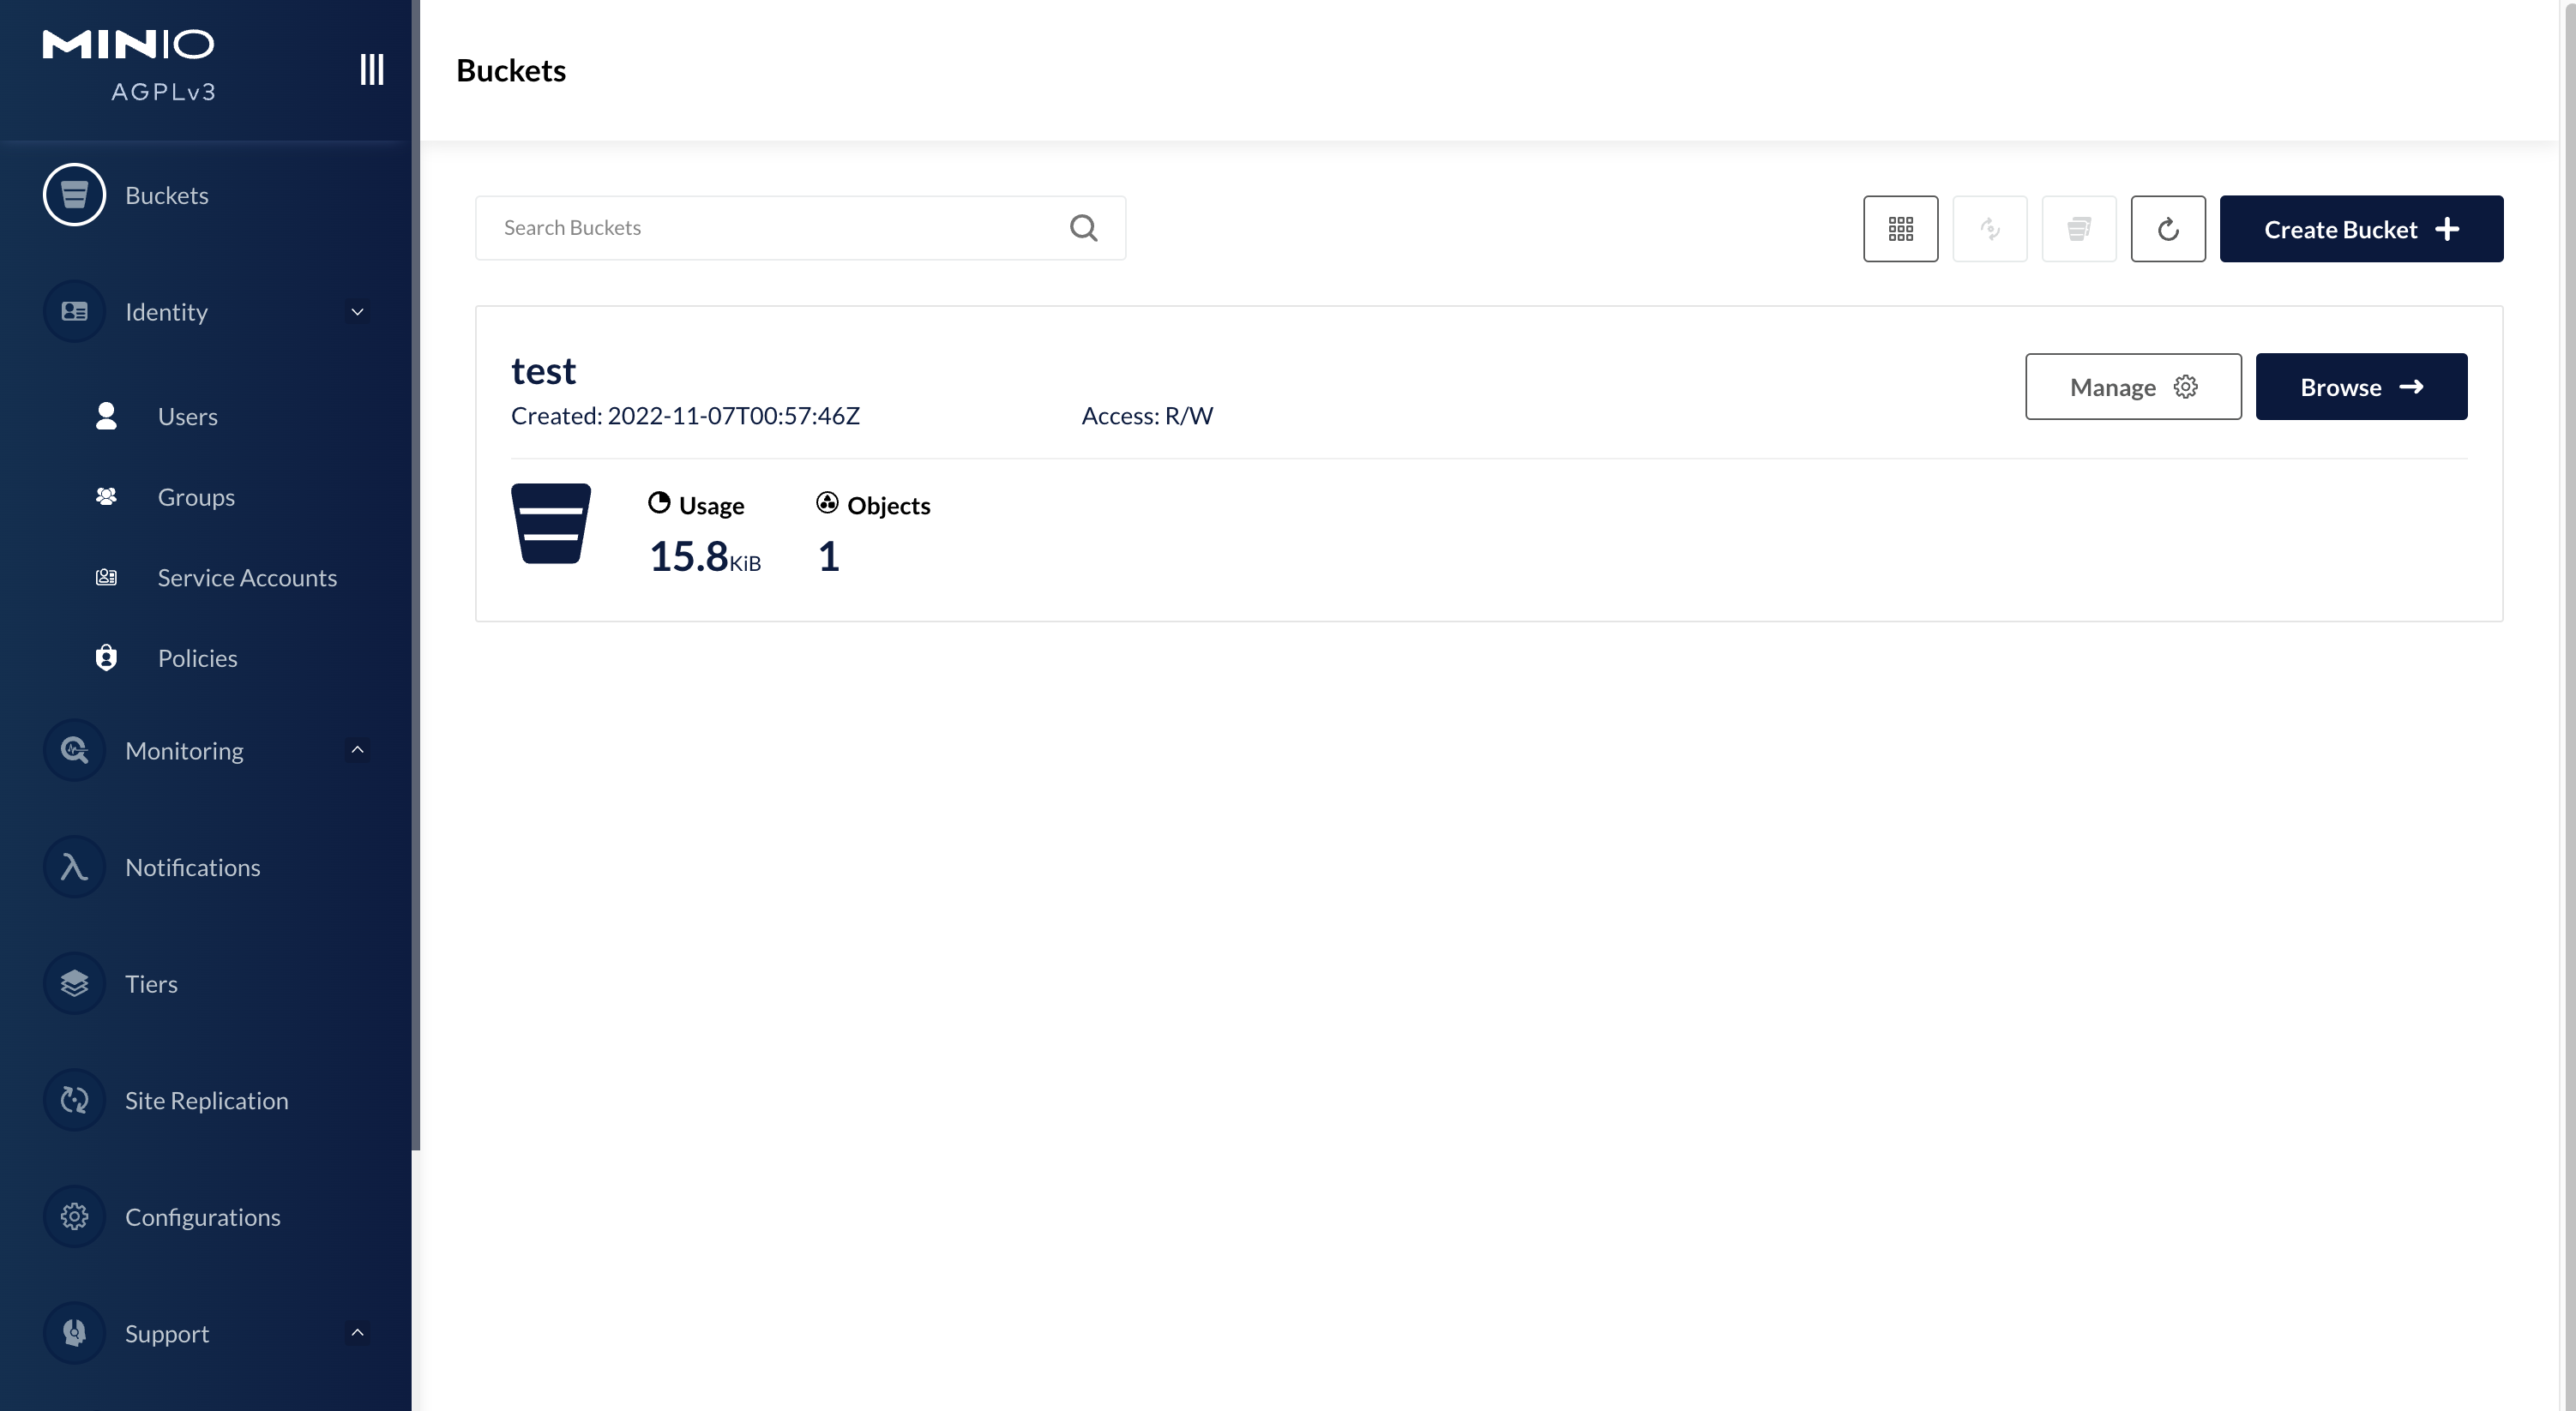 MINIO
AGPLv3
Buckets
Identity
Users
Groups
Service Accounts
Policies
Monitoring
Notifications
Tiers
Site Replication
Configurations
Support
Buckets
Search Buckets
Create Bucket
test
Created: 2022-11-07T00:57:46Z Access: R/W
Manage
Browse
Usage Objects
15.8KiB 1